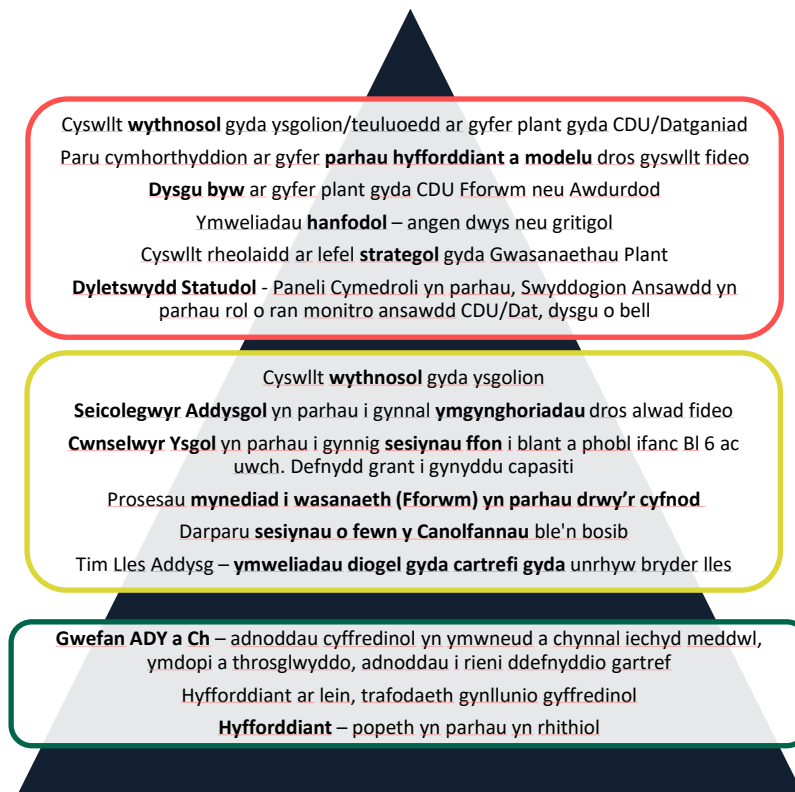 Cyswllt wythnosol gyda ysgolion/teuluoedd ar gyfer plant gyda CDU/Datganiad
Paru cymhorthyddion ar gyfer parhau hyfforddiant a modelu dros gyswllt fideo
Dysgu byw ar gyfer plant gyda CDU Fforwm neu Awdurdod
Ymweliadau hanfodol – angen dwys neu gritigol
Cyswllt rheolaidd ar lefel strategol gyda Gwasanaethau Plant
Dyletswydd Statudol - Paneli Cymedroli yn parhau, Swyddogion Ansawdd yn
parhau rol o ran monitro ansawdd CDU/Dat, dysgu o bell
Cyswllt wythnosol gyda ysgolion
Seicolegwyr Addysgol yn parhau i gynnal ymgynghoriadau dros alwad fideo
Cwnselwyr Ysgol yn parhau i gynnig sesiynau ffon i blant a phobl ifanc Bl 6 ac
uwch. Defnydd grant i gynyddu capasiti
Prosesau mynediad i wasanaeth (Fforwm) yn parhau drwy'r cyfnod
Darparu sesiynau o fewn y Canolfannau ble'n bosib
Tim Lles Addysg – ymweliadau diogel gyda cartrefi gyda unrhyw bryder lles
Gwefan ADY a Ch – adnoddau cyffredinol yn ymwneud a chynnal iechyd meddwl,
ymdopi a throsglwyddo, adnoddau i rieni ddefnyddio gartref
Hyfforddiant ar lein, trafodaeth gynllunio gyffredinol
Hyfforddiant – popeth yn parhau yn rhithiol